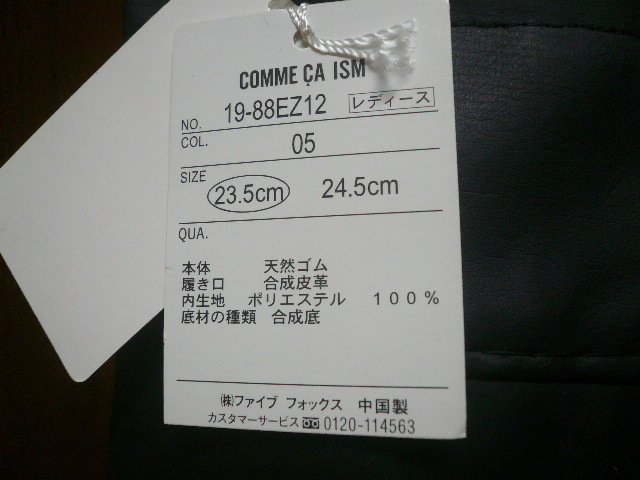 COMME ÇA ISM
NO. 19-88EZ12 レディース
COL. 05
SIZE 23.5cm 24.5cm
QUA.
本体 天然ゴム
履き口 合成皮革
内生地 ポリエステル 100%
底材の種類 合成底
㈱ファイブ フォックス 中国製
カスタマーサービス 0120-114563